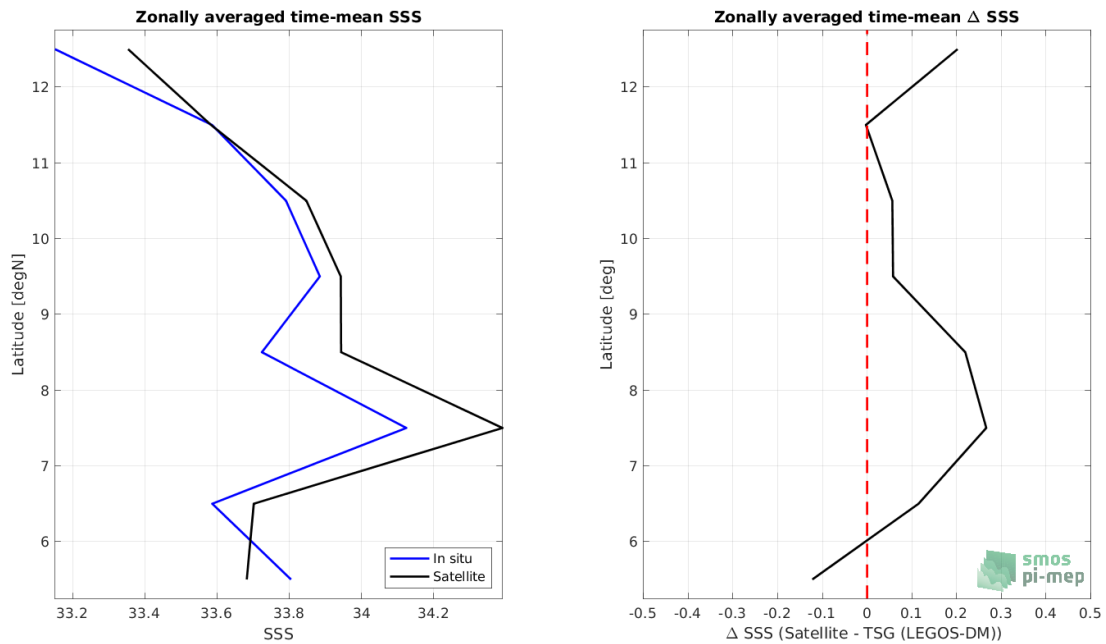 Zonally averaged time-mean SSS
Latitude [degN]
12
11
10
9
8
7
6
33.2 33.4 33.6 33.8 34 34.2
SSS
In situ
Satellite
Zonally averaged time-mean Δ SSS
Latitude [deg]
12
11
10
9
8
7
6
-0.5 -0.4 -0.3 -0.2 -0.1 0 0.1 0.2 0.3 0.4 0.5
Δ SSS (Satellite - TSG (LEGOS-DM))
smos
pi-mep